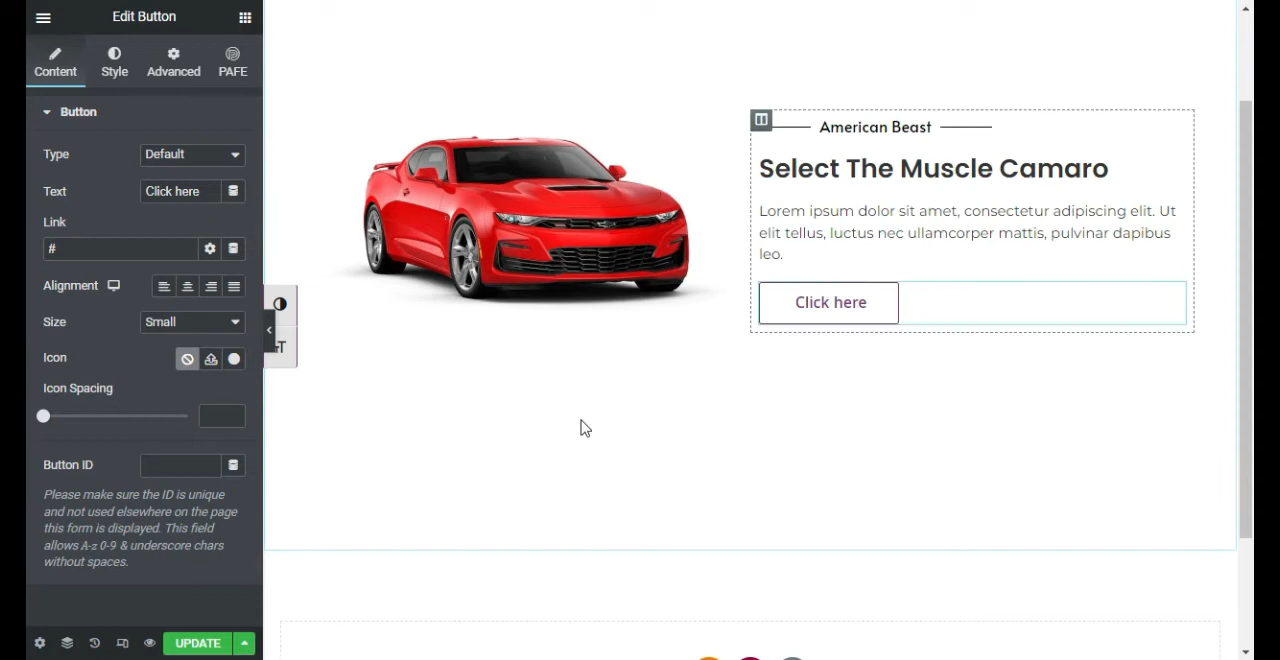 Edit Button
Content
Style
Advanced
PAFE
Button
Type
Default
Text
Click here
Link
#
Alignment
Size
Small
Icon
Icon Spacing
Button ID
Please make sure the ID is unique
and not used elsewhere on the page
this form is displayed. This field
allows A-z 0-9 & underscore chars
without spaces.
UPDATE
TT
American Beast
Select The Muscle Camaro
Lorem ipsum dolor sit amet, consectetur adipiscing elit. Ut
elit tellus, luctus nec ullamcorper mattis, pulvinar dapibus
leo.
Click here